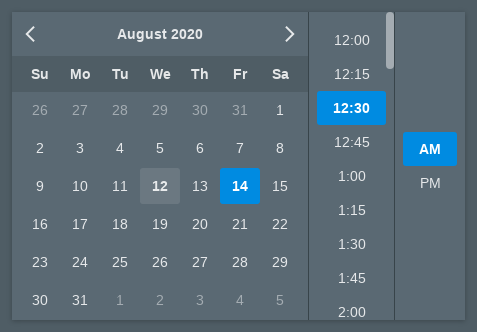 August 2020
Su Mo Tu We Th Fr Sa
26 27 28 29 30 31 1
2 3 4 5 6 7 8
9 10 11 12 13 14 15
16 17 18 19 20 21 22
23 24 25 26 27 28 29
30 31 1 2 3 4 5
12:00
12:15
12:30
12:45
1:00
1:15
1:30
1:45
2:00
AM
PM